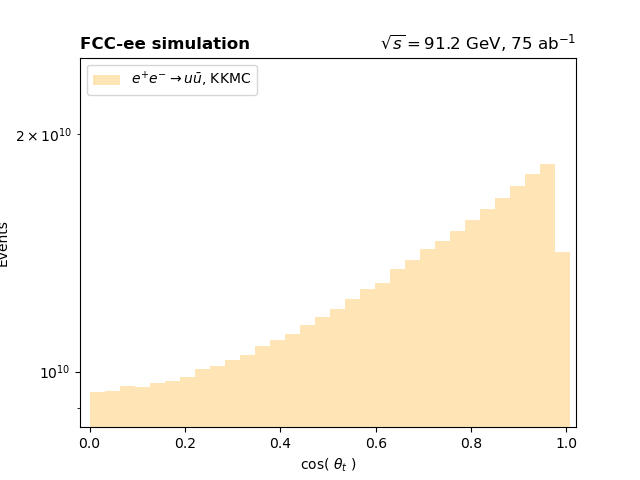 FCC-ee simulation
√s = 91.2 GeV, 75 ab⁻¹
e⁺e⁻ → uū, KKMC
2 × 10¹⁰
10¹⁰
Events
0.0 0.2 0.4 0.6 0.8 1.0
cos( θₜ )